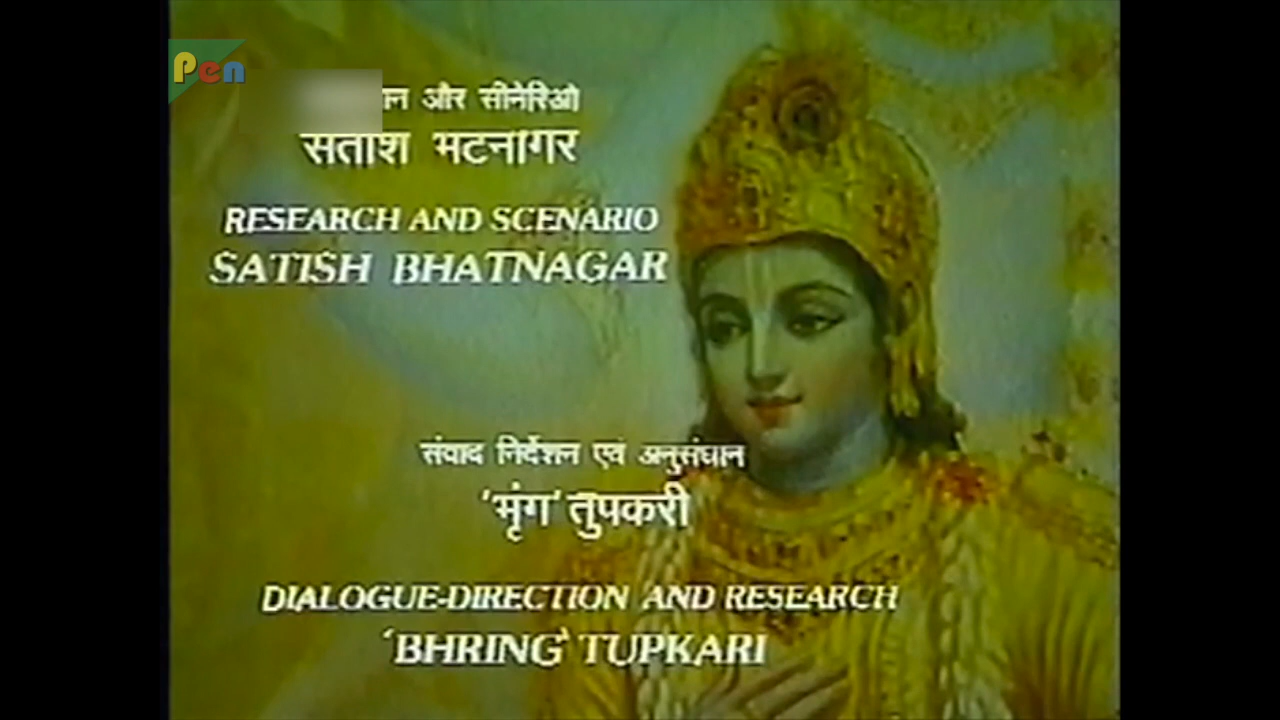 Pen
और सीनेरिओ
सताश भटनागर
RESEARCH AND SCENARIO
SATISH BHATNAGAR
संवाद निर्देशन एवं अनुसंधान
'भृंग' तुपकरी
DIALOGUE-DIRECTION AND RESEARCH
'BHRING' TUPKARI